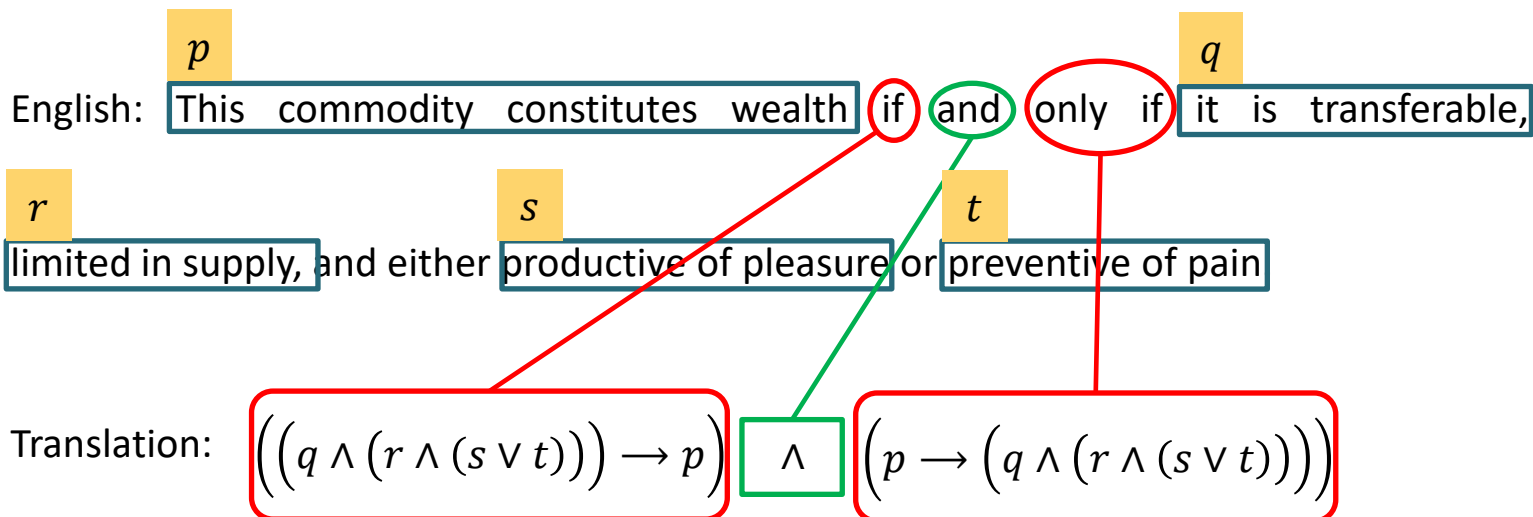 p q
English: This commodity constitutes wealth if and only if it is transferable,
r s t
limited in supply, and either productive of pleasure or preventive of pain
Translation: ((q ∧ (r ∧ (s ∨ t))) ⟶ p) ∧ (p ⟶ (q ∧ (r ∧ (s ∨ t))))